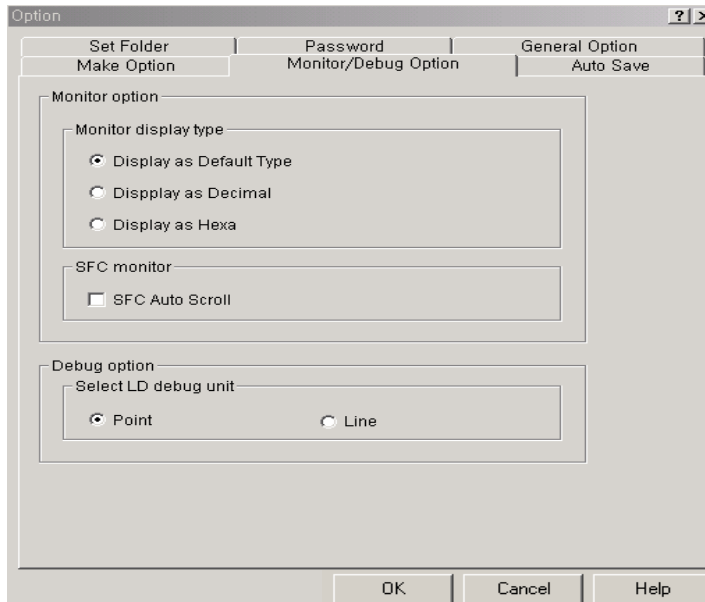 Option
Set Folder Password General Option
Make Option Monitor/Debug Option Auto Save
Monitor option
Monitor display type
Display as Default Type
Dispplay as Decimal
Display as Hexa
SFC monitor
SFC Auto Scroll
Debug option
Select LD debug unit
Point Line
OK Cancel Help